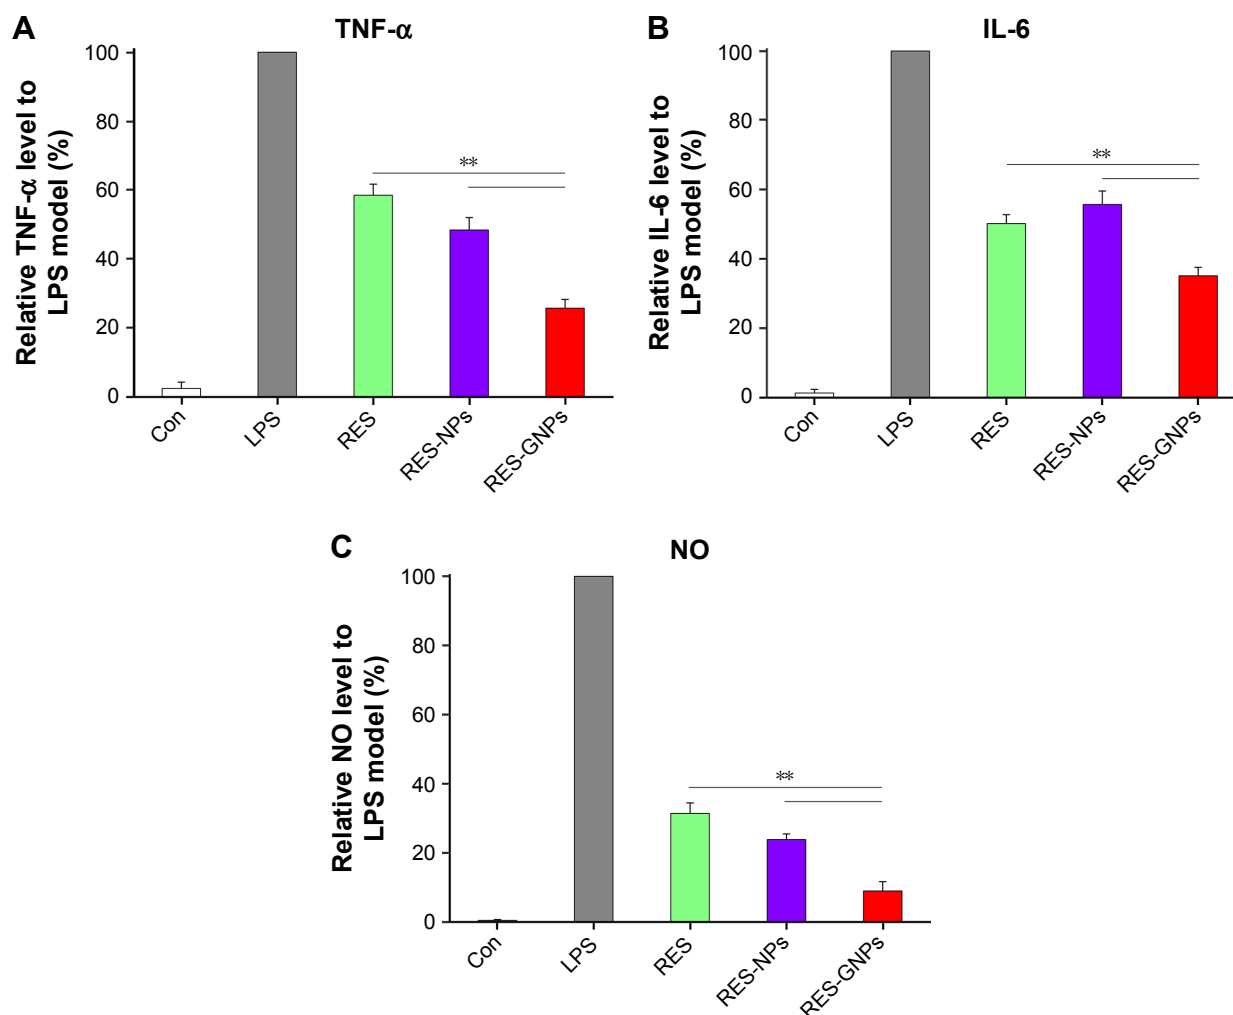 A
TNF-α
Relative TNF-α level to
LPS model (%)
100
80
60
40
20
0
**
Con
LPS
RES
RES-NPs
RES-GNPs
B
IL-6
Relative IL-6 level to
LPS model (%)
100
80
60
40
20
0
**
Con
LPS
RES
RES-NPs
RES-GNPs
C
NO
Relative NO level to
LPS model (%)
100
80
60
40
20
0
**
Con
LPS
RES
RES-NPs
RES-GNPs